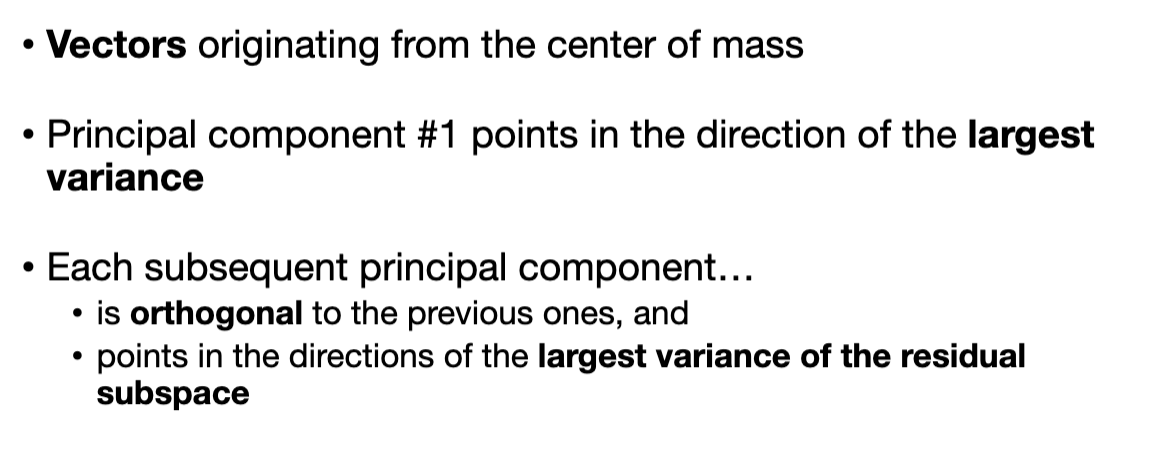 • Vectors originating from the center of mass
• Principal component #1 points in the direction of the largest
variance
• Each subsequent principal component…
• is orthogonal to the previous ones, and
• points in the directions of the largest variance of the residual
subspace